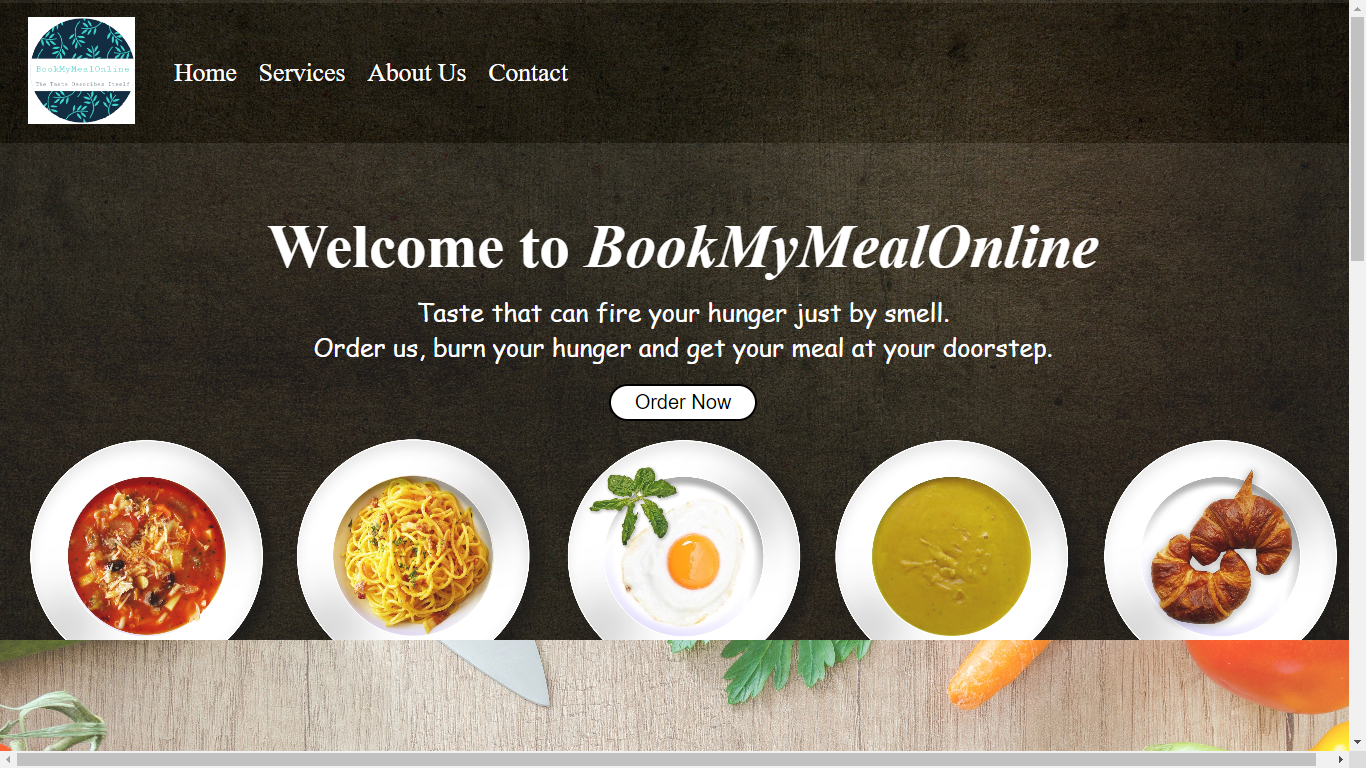 BookMyMealOnline
The Taste Describes Itself
Home Services About Us Contact
Welcome to BookMyMealOnline
Taste that can fire your hunger just by smell.
Order us, burn your hunger and get your meal at your doorstep.
Order Now